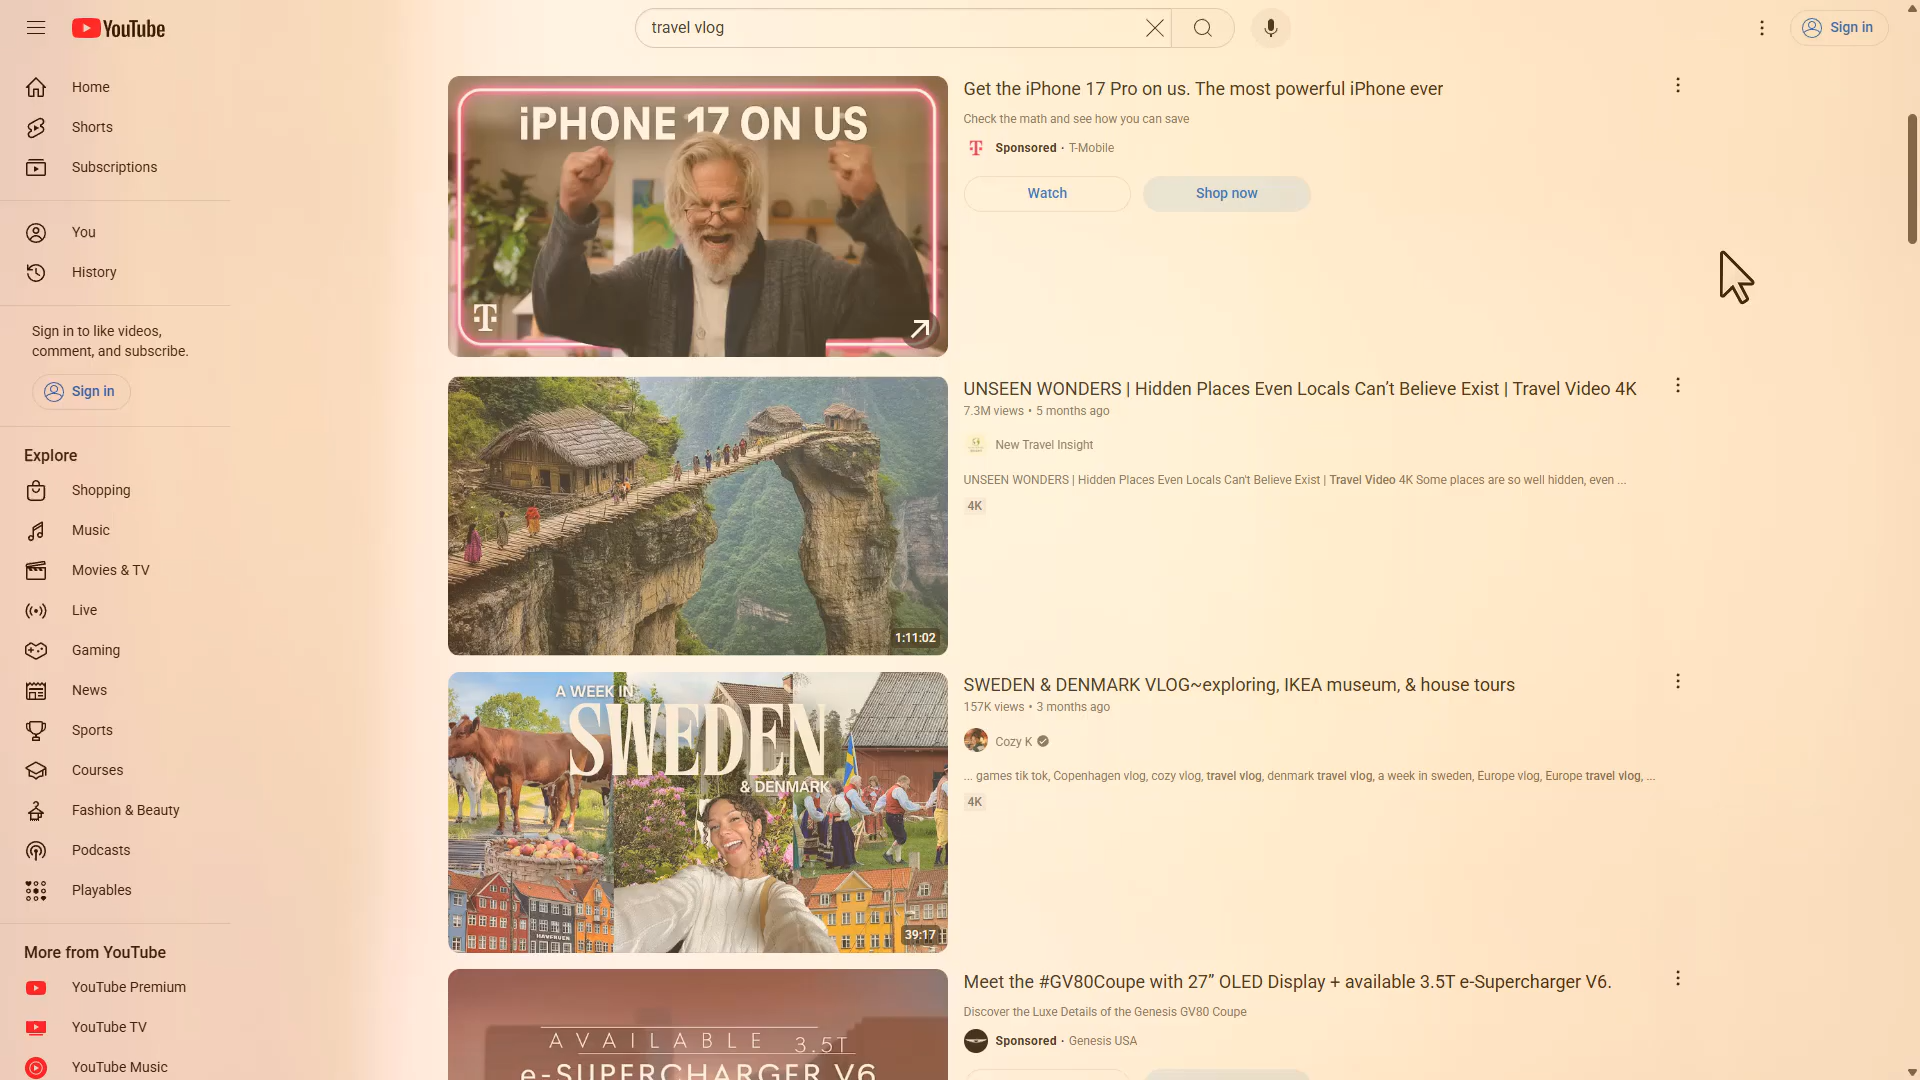 YouTube
travel vlog
Sign in
Home
Shorts
Subscriptions
You
History
Sign in to like videos,
comment, and subscribe.
Sign in
Explore
Shopping
Music
Movies & TV
Live
Gaming
News
Sports
Courses
Fashion & Beauty
Podcasts
Playables
More from YouTube
YouTube Premium
YouTube TV
YouTube Music
iPHONE 17 ON US
T
Get the iPhone 17 Pro on us. The most powerful iPhone ever
Check the math and see how you can save
Sponsored · T-Mobile
Watch
Shop now
1:11:02
UNSEEN WONDERS | Hidden Places Even Locals Can’t Believe Exist | Travel Video 4K
7.3M views • 5 months ago
New Travel Insight
UNSEEN WONDERS | Hidden Places Even Locals Can't Believe Exist | Travel Video 4K Some places are so well hidden, even ...
4K
A WEEK IN
SWEDEN
& DENMARK
HAVFRUEN
39:17
SWEDEN & DENMARK VLOG~exploring, IKEA museum, & house tours
157K views • 3 months ago
Cozy K
... games tik tok, Copenhagen vlog, cozy vlog, travel vlog, denmark travel vlog, a week in sweden, Europe vlog, Europe travel vlog, ...
4K
AVAILABLE 3.5T
e-SUPERCHARGER V6
Meet the #GV80Coupe with 27” OLED Display + available 3.5T e-Supercharger V6.
Discover the Luxe Details of the Genesis GV80 Coupe
Sponsored · Genesis USA